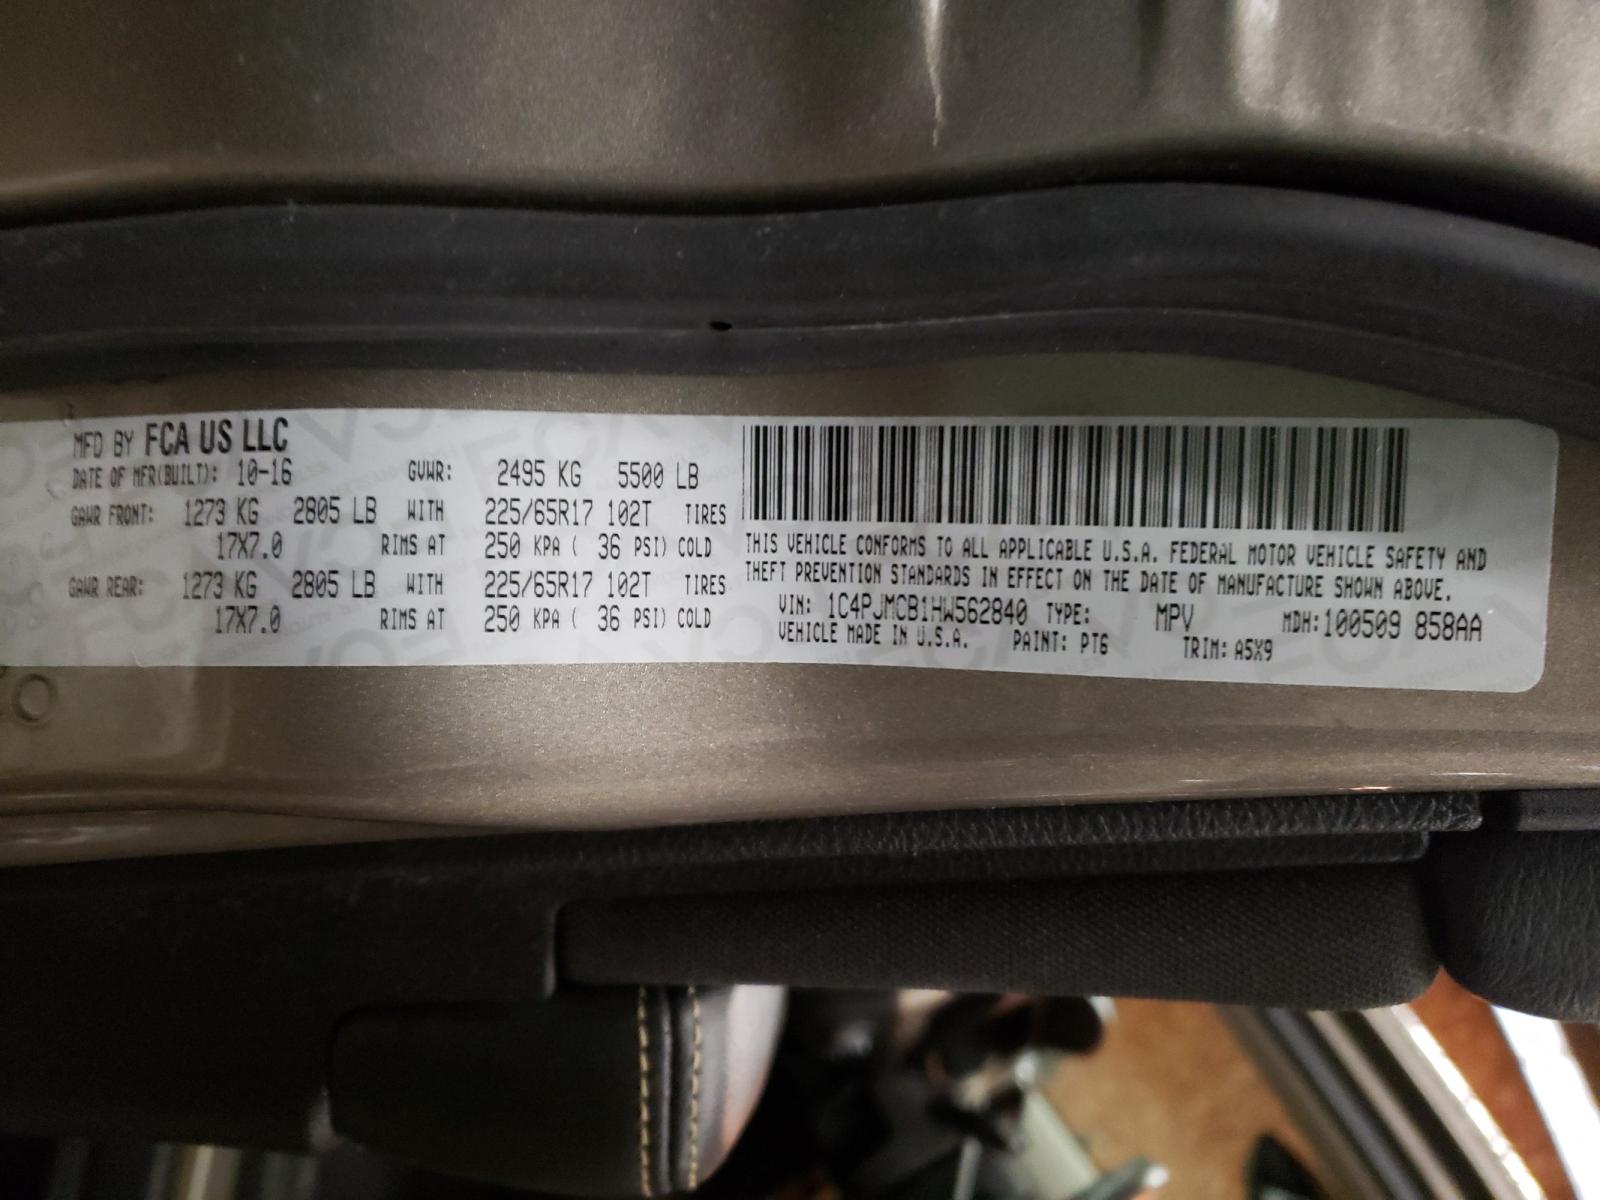 MFD BY FCA US LLC
DATE OF MFR(BUILT): 10-16 GVWR: 2495 KG 5500 LB
GAWR FRONT: 1273 KG 2805 LB WITH 225/65R17 102T TIRES
17X7.0 RIMS AT 250 KPA ( 36 PSI) COLD
GAWR REAR: 1273 KG 2805 LB WITH 225/65R17 102T TIRES
17X7.0 RIMS AT 250 KPA ( 36 PSI) COLD
THIS VEHICLE CONFORMS TO ALL APPLICABLE U.S.A. FEDERAL MOTOR VEHICLE SAFETY AND
THEFT PREVENTION STANDARDS IN EFFECT ON THE DATE OF MANUFACTURE SHOWN ABOVE.
VIN: 1C4PJMCB1HW562840 TYPE: MPV MDH:100509 858AA
VEHICLE MADE IN U.S.A. PAINT: PT6 TRIM: A5X9